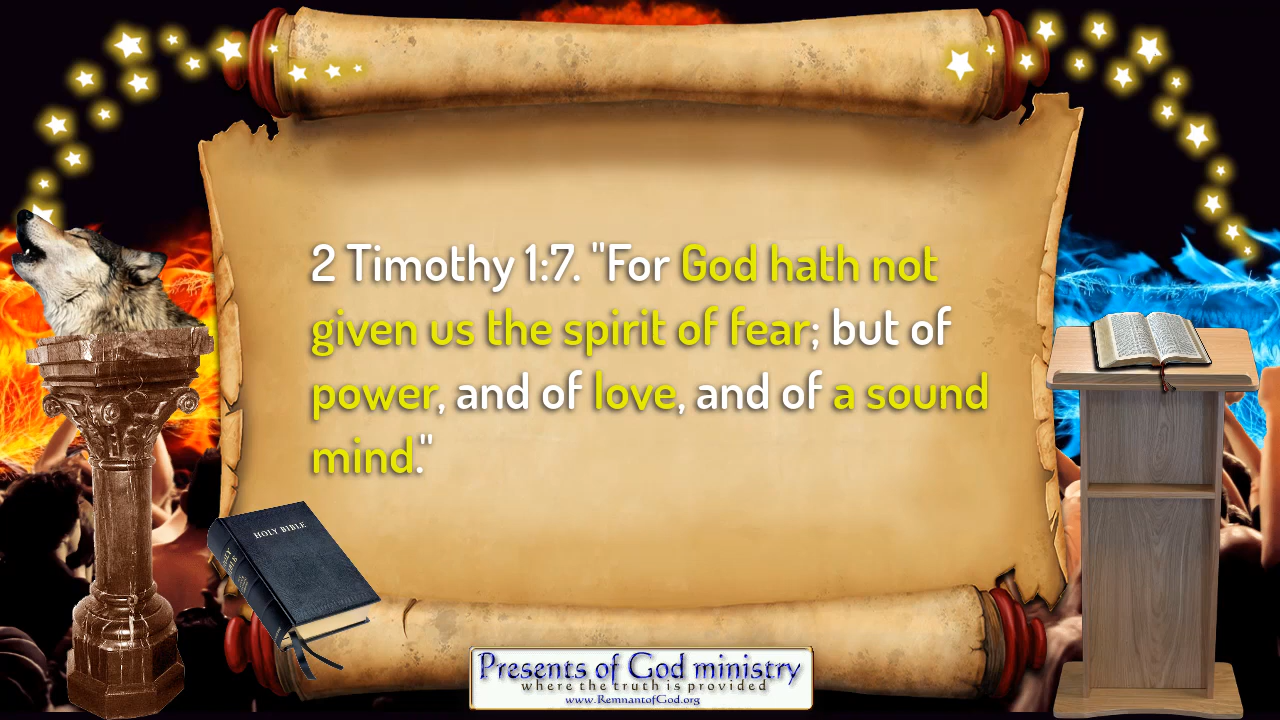 2 Timothy 1:7. "For God hath not
given us the spirit of fear; but of
power, and of love, and of a sound
mind."
HOLY BIBLE
HOLY BIBLE
Presents of God ministry
where the truth is provided
www.RemnantofGod.org